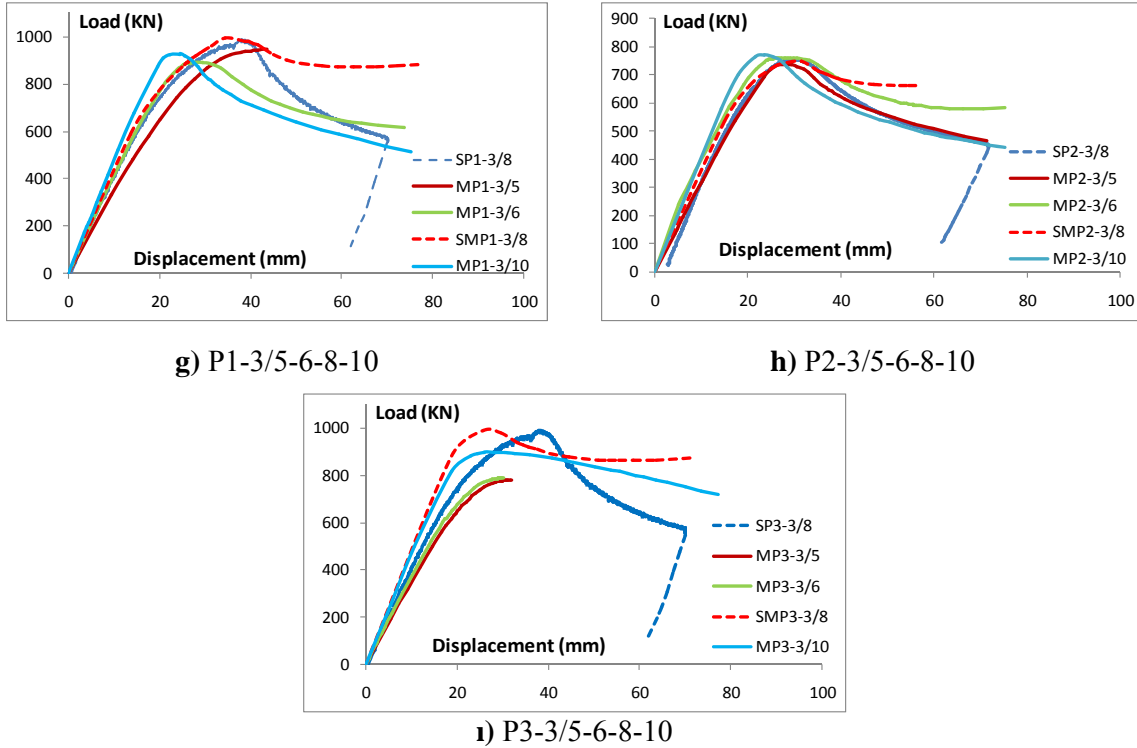 Load (KN)
1000
800
600
400
200
0
0 20 40 60 80 100
Displacement (mm)
SP1-3/8
MP1-3/5
MP1-3/6
SMP1-3/8
MP1-3/10
g) P1-3/5-6-8-10
Load (KN)
900
800
700
600
500
400
300
200
100
0
0 20 40 60 80 100
Displacement (mm)
SP2-3/8
MP2-3/5
MP2-3/6
SMP2-3/8
MP2-3/10
h) P2-3/5-6-8-10
Load (KN)
1000
800
600
400
200
0
0 20 40 60 80 100
Displacement (mm)
SP3-3/8
MP3-3/5
MP3-3/6
SMP3-3/8
MP3-3/10
ı) P3-3/5-6-8-10